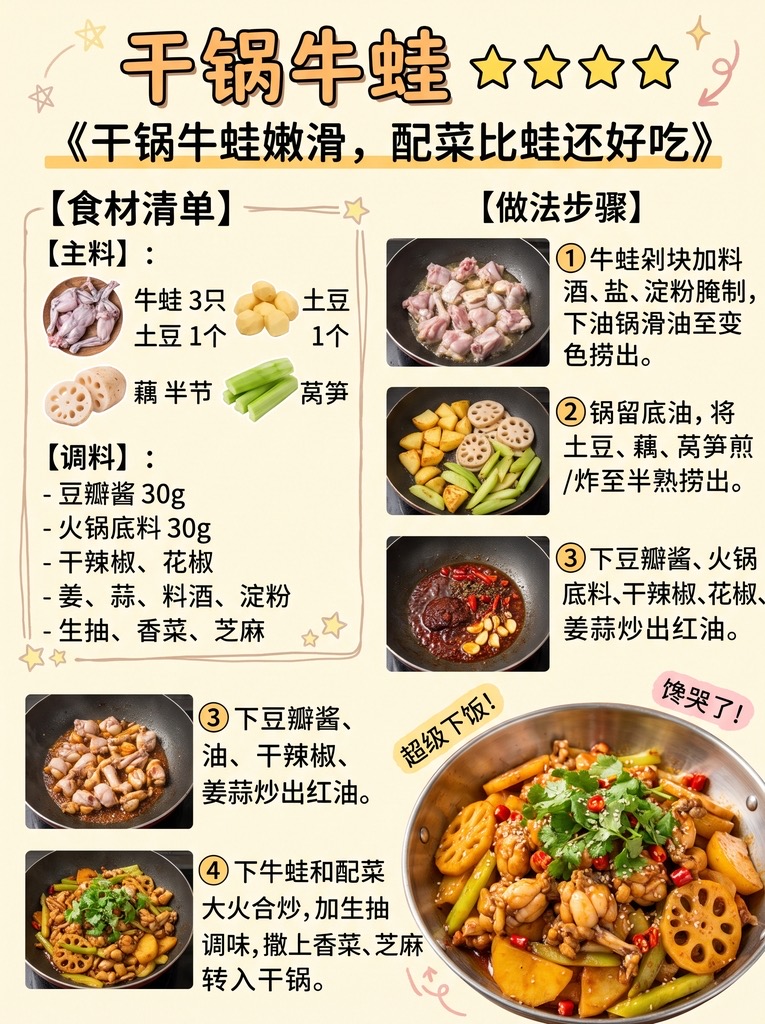 干锅牛蛙
《干锅牛蛙嫩滑，配菜比蛙还好吃》
【食材清单】
【主料】：
牛蛙 3只
土豆 1个
土豆
1个
藕 半节
莴笋
【调料】：
- 豆瓣酱 30g
- 火锅底料 30g
- 干辣椒、花椒
- 姜、蒜、料酒、淀粉
- 生抽、香菜、芝麻
【做法步骤】
① 牛蛙剁块加料
酒、盐、淀粉腌制，
下油锅滑油至变
色捞出。
② 锅留底油，将
土豆、藕、莴笋煎
/炸至半熟捞出。
③ 下豆瓣酱、火锅
底料、干辣椒、花椒、
姜蒜炒出红油。
③ 下豆瓣酱、
油、干辣椒、
姜蒜炒出红油。
④ 下牛蛙和配菜
大火合炒，加生抽
调味，撒上香菜、芝麻
转入干锅。
超级下饭！
馋哭了！